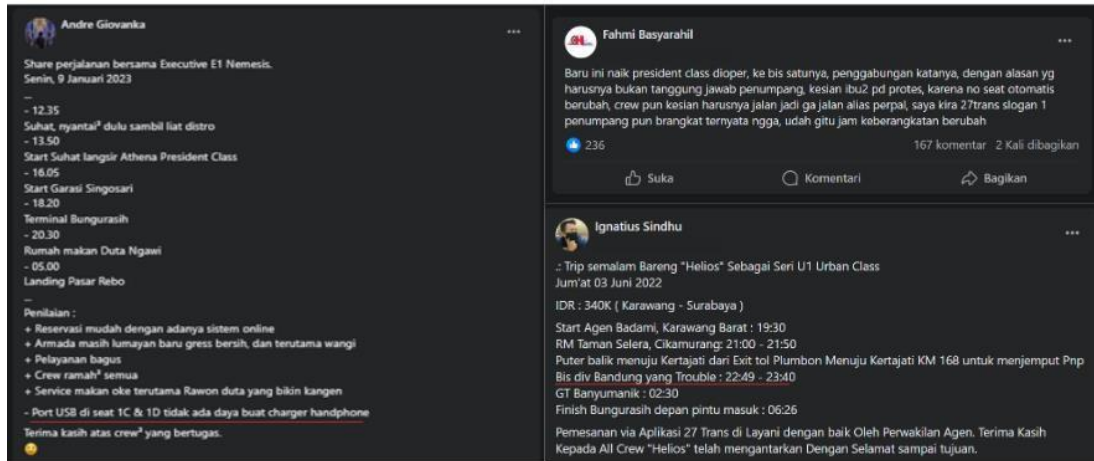 Andre Giovanka
Share perjalanan bersama Executive E1 Nemesis.
Senin, 9 Januari 2023
—
- 12.35
Suhat, nyantai² dulu sambil liat distro
- 13.50
Start Suhat langsir Athena President Class
- 16.05
Start Garasi Singosari
- 18.20
Terminal Bungurasih
- 20.30
Rumah makan Duta Ngawi
- 05.00
Landing Pasar Rebo
—
Penilaian :
+ Reservasi mudah dengan adanya sistem online
+ Armada masih lumayan baru gress bersih, dan terutama wangi
+ Pelayanan bagus
+ Crew ramah² semua
+ Service makan oke terutama Rawon duta yang bikin kangen
- Port USB di seat 1C & 1D tidak ada daya buat charger handphone
Terima kasih atas crew² yang bertugas.
Fahmi Basyarahil
Baru ini naik president class dioper, ke bis satunya, penggabungan katanya, dengan alasan yg
harusnya bukan tanggung jawab penumpang, kesian ibu2 pd protes, karena no seat otomatis
berubah, crew pun kesian harusnya jalan jadi ga jalan alias perpal, saya kira 27trans slogan 1
penumpang pun brangkat ternyata ngga, udah gitu jam keberangkatan berubah
236
167 komentar 2 Kali dibagikan
Suka Komentari Bagikan
Ignatius Sindhu
.: Trip semalam Bareng "Helios" Sebagai Seri U1 Urban Class
Jum'at 03 Juni 2022
IDR : 340K ( Karawang - Surabaya )
Start Agen Badami, Karawang Barat : 19:30
RM Taman Selera, Cikamurang: 21:00 - 21:50
Puter balik menuju Kertajati dari Exit tol Plumbon Menuju Kertajati KM 168 untuk menjemput Pnp
Bis div Bandung yang Trouble : 22:49 - 23:40
GT Banyumanik : 02:30
Finish Bungurasih depan pintu masuk : 06:26
Pemesanan via Aplikasi 27 Trans di Layani dengan baik Oleh Perwakilan Agen. Terima Kasih
Kepada All Crew "Helios" telah mengantarkan Dengan Selamat sampai tujuan.